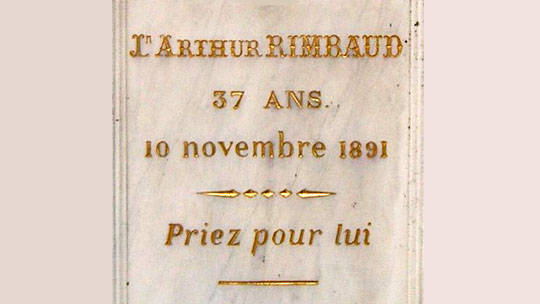 Jn ARTHUR RIMBAUD
37 ANS.
10 novembre 1891
Priez pour lui